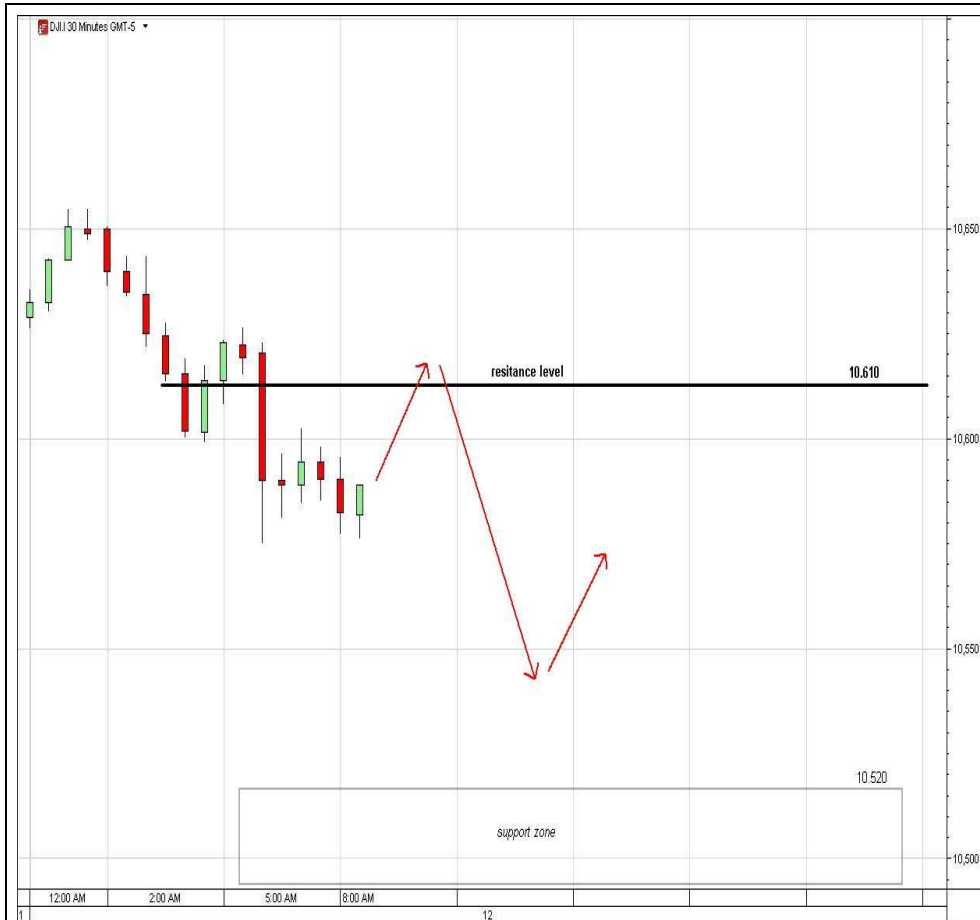 DJI.I 30 Minutes GMT-5
10,650
resitance level 10.610
10,600
10,550
10.520
support zone
10,500
12:00 AM 2:00 AM 5:00 AM 8:00 AM
1 12